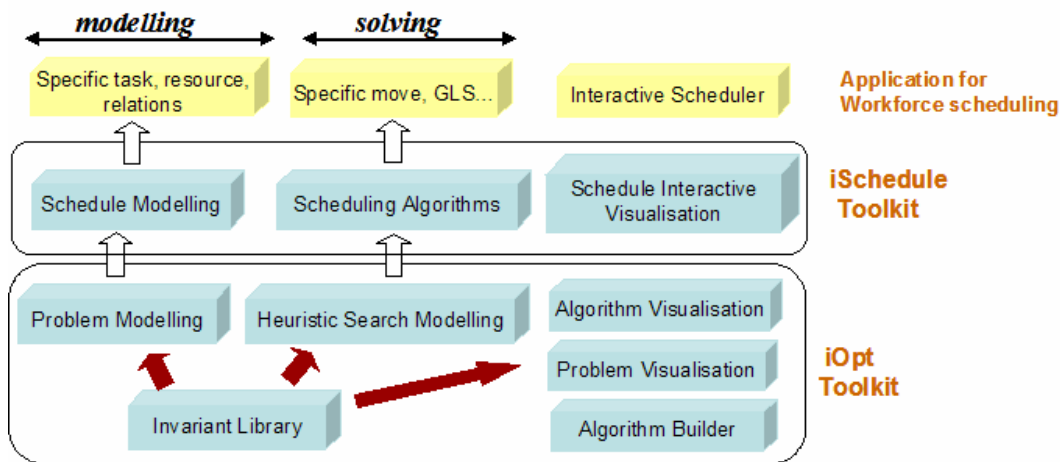 modelling
solving
Specific task, resource,
relations
Specific move, GLS...
Interactive Scheduler
Application for
Workforce scheduling
Schedule Modelling
Scheduling Algorithms
Schedule Interactive
Visualisation
iSchedule
Toolkit
Problem Modelling
Heuristic Search Modelling
Algorithm Visualisation
Problem Visualisation
Invariant Library
Algorithm Builder
iOpt
Toolkit